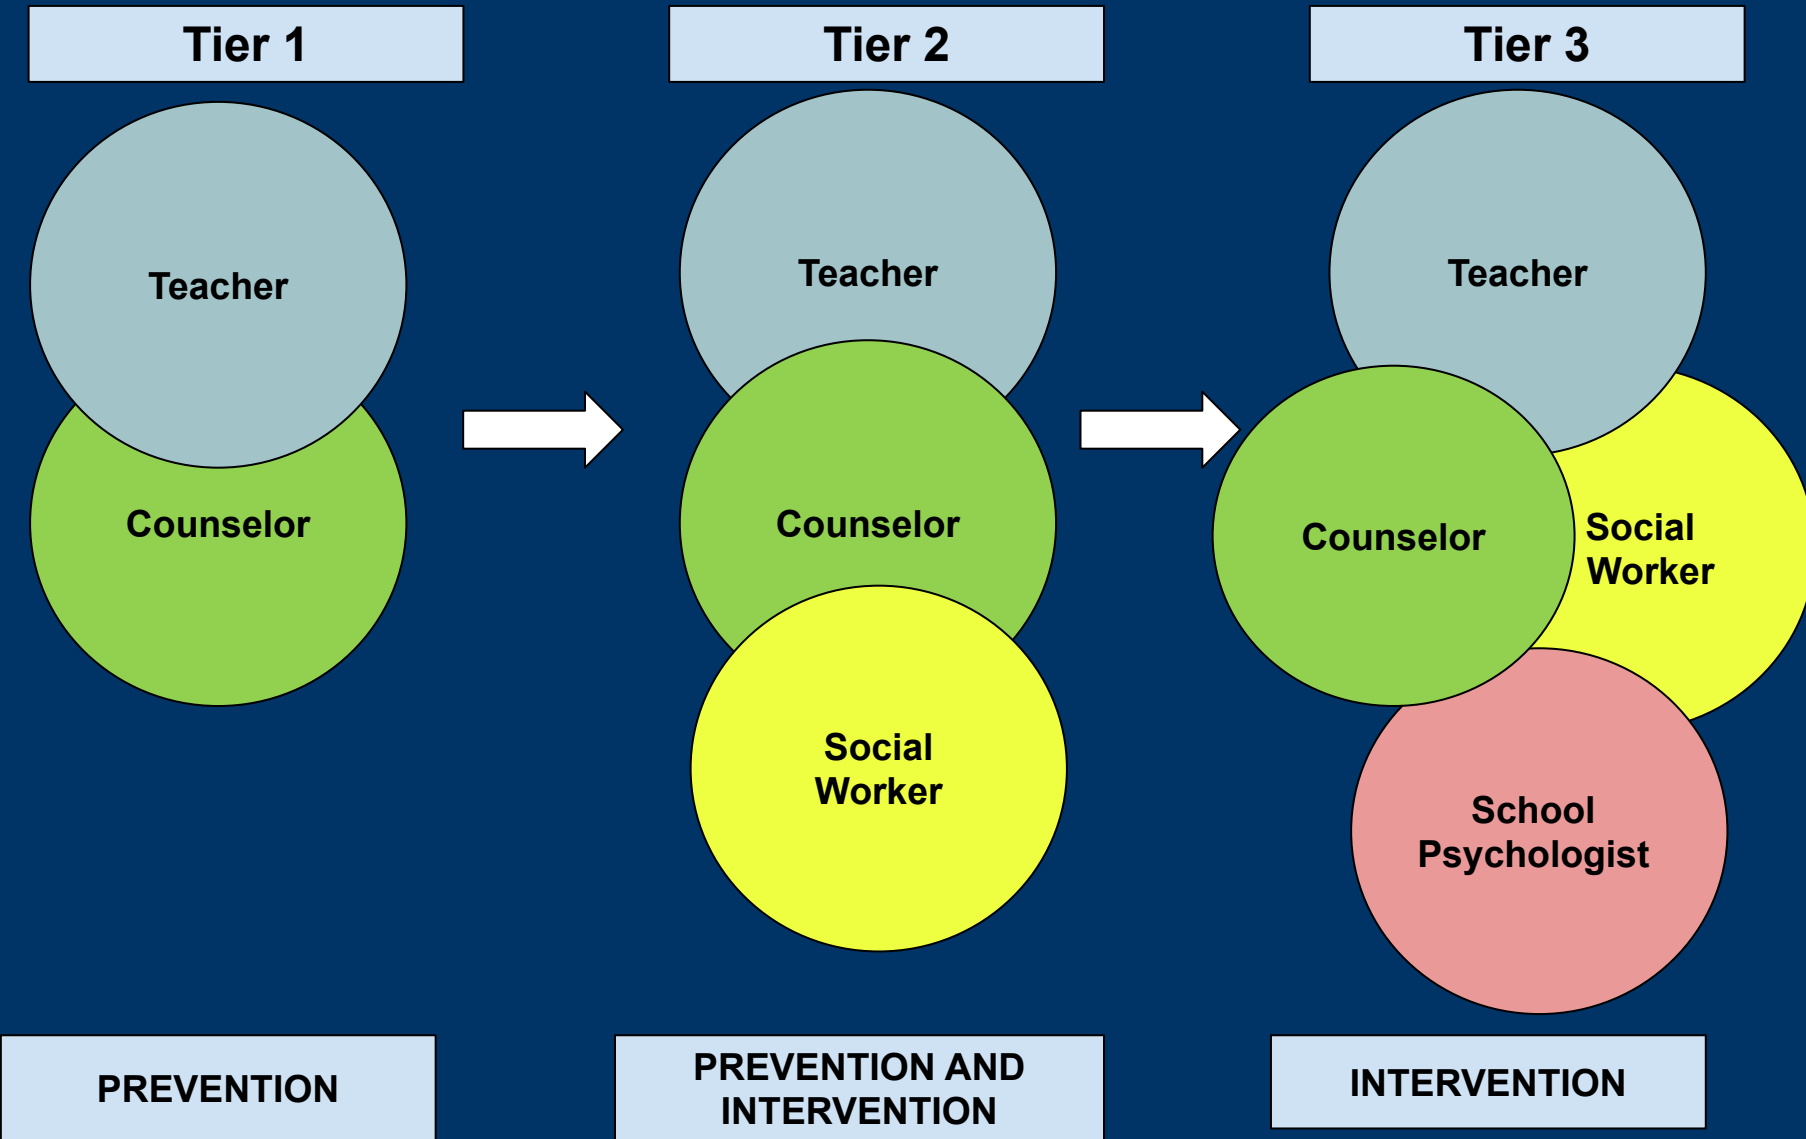 Tier 1
Tier 2
Tier 3
Teacher
Counselor
Teacher
Counselor
Social
Worker
Teacher
Counselor
Social
Worker
School
Psychologist
PREVENTION
PREVENTION AND
INTERVENTION
INTERVENTION